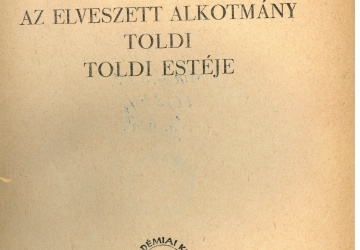 AZ ELVESZETT ALKOTMÁNY
TOLDI
TOLDI ESTÉJE